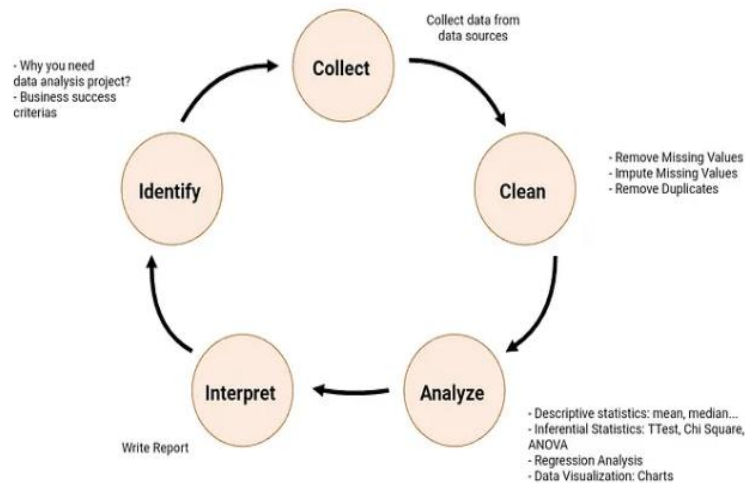 Collect data from
data sources
Collect
- Why you need
data analysis project?
- Business success
criterias
- Remove Missing Values
- Impute Missing Values
- Remove Duplicates
Identify
Clean
Interpret
Analyze
- Descriptive statistics: mean, median...
- Inferential Statistics: TTest, Chi Square,
ANOVA
- Regression Analysis
- Data Visualization: Charts
Write Report